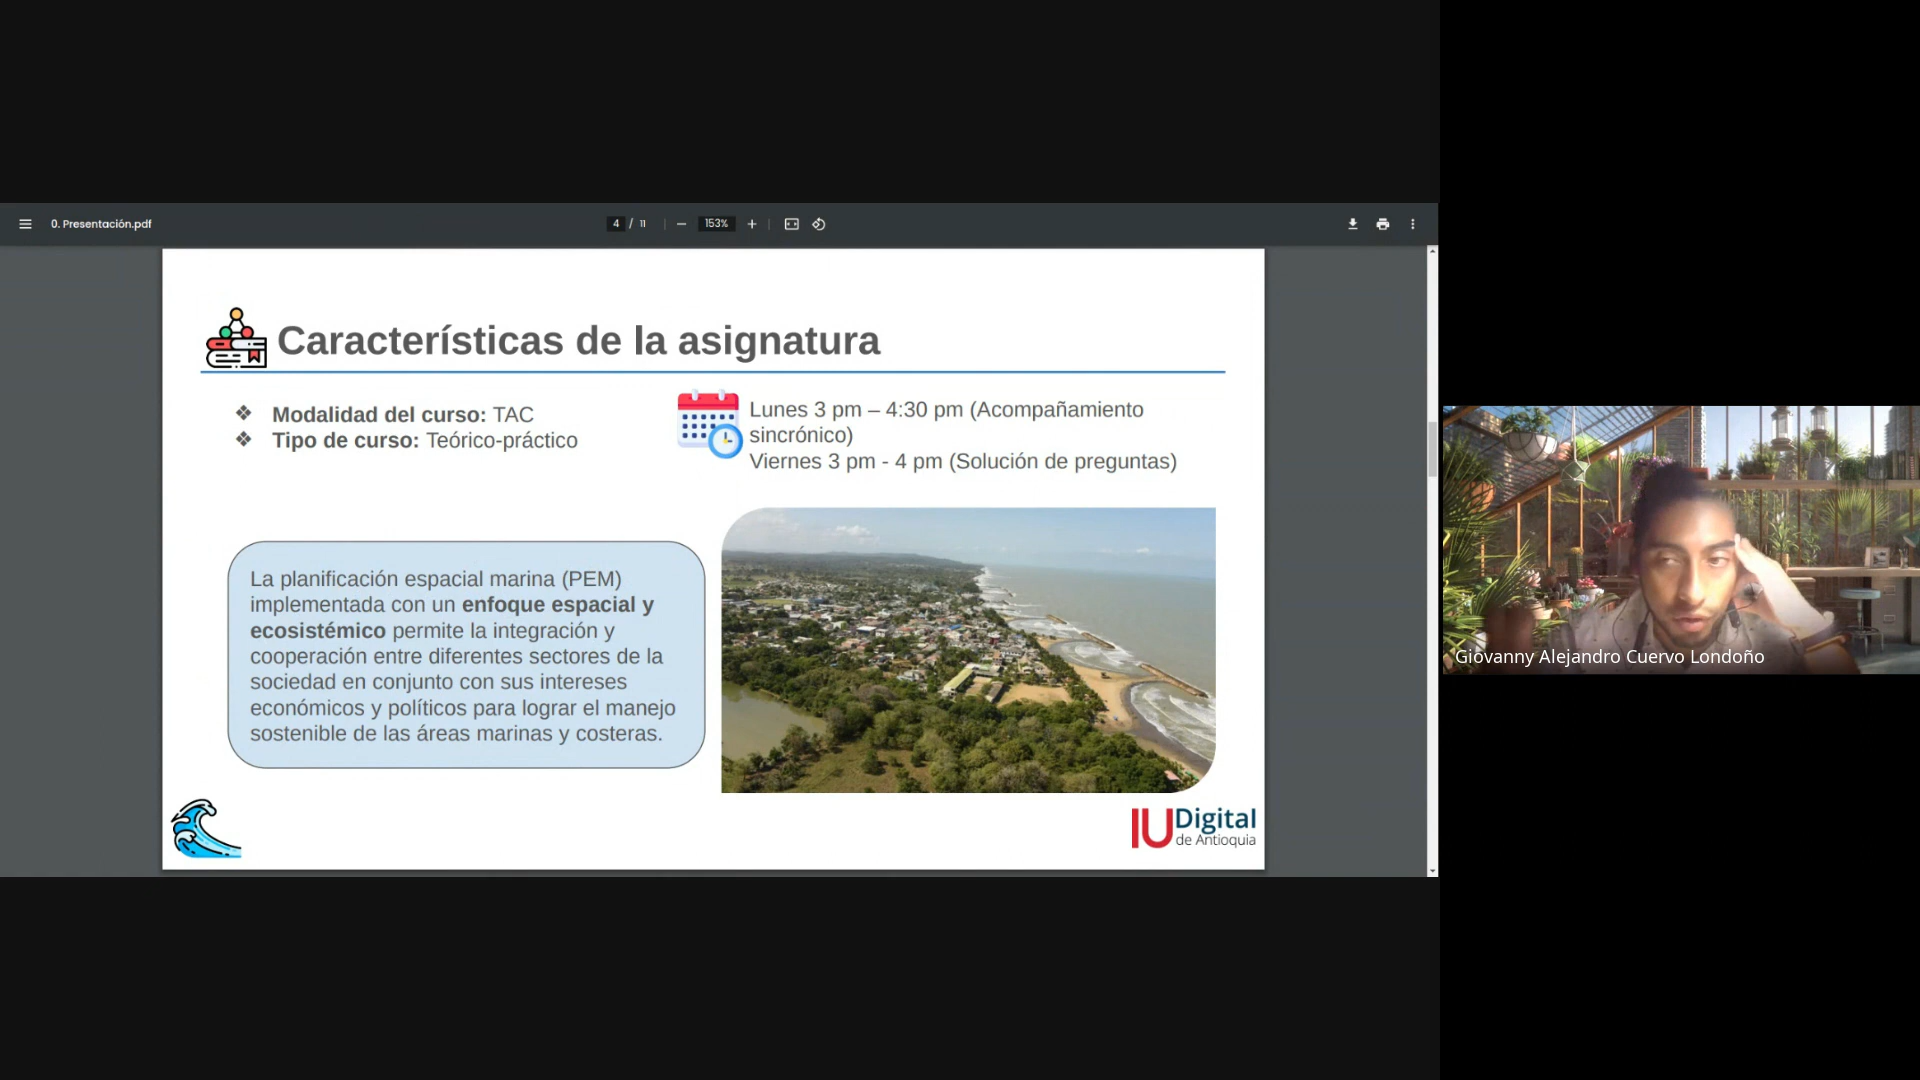 0. Presentación.pdf
4 / 11
153%
Características de la asignatura
Modalidad del curso: TAC
Tipo de curso: Teórico-práctico
Lunes 3 pm – 4:30 pm (Acompañamiento
sincrónico)
Viernes 3 pm - 4 pm (Solución de preguntas)
La planificación espacial marina (PEM)
implementada con un enfoque espacial y
ecosistémico permite la integración y
cooperación entre diferentes sectores de la
sociedad en conjunto con sus intereses
económicos y políticos para lograr el manejo
sostenible de las áreas marinas y costeras.
IU Digital
de Antioquia
Giovanny Alejandro Cuervo Londoño